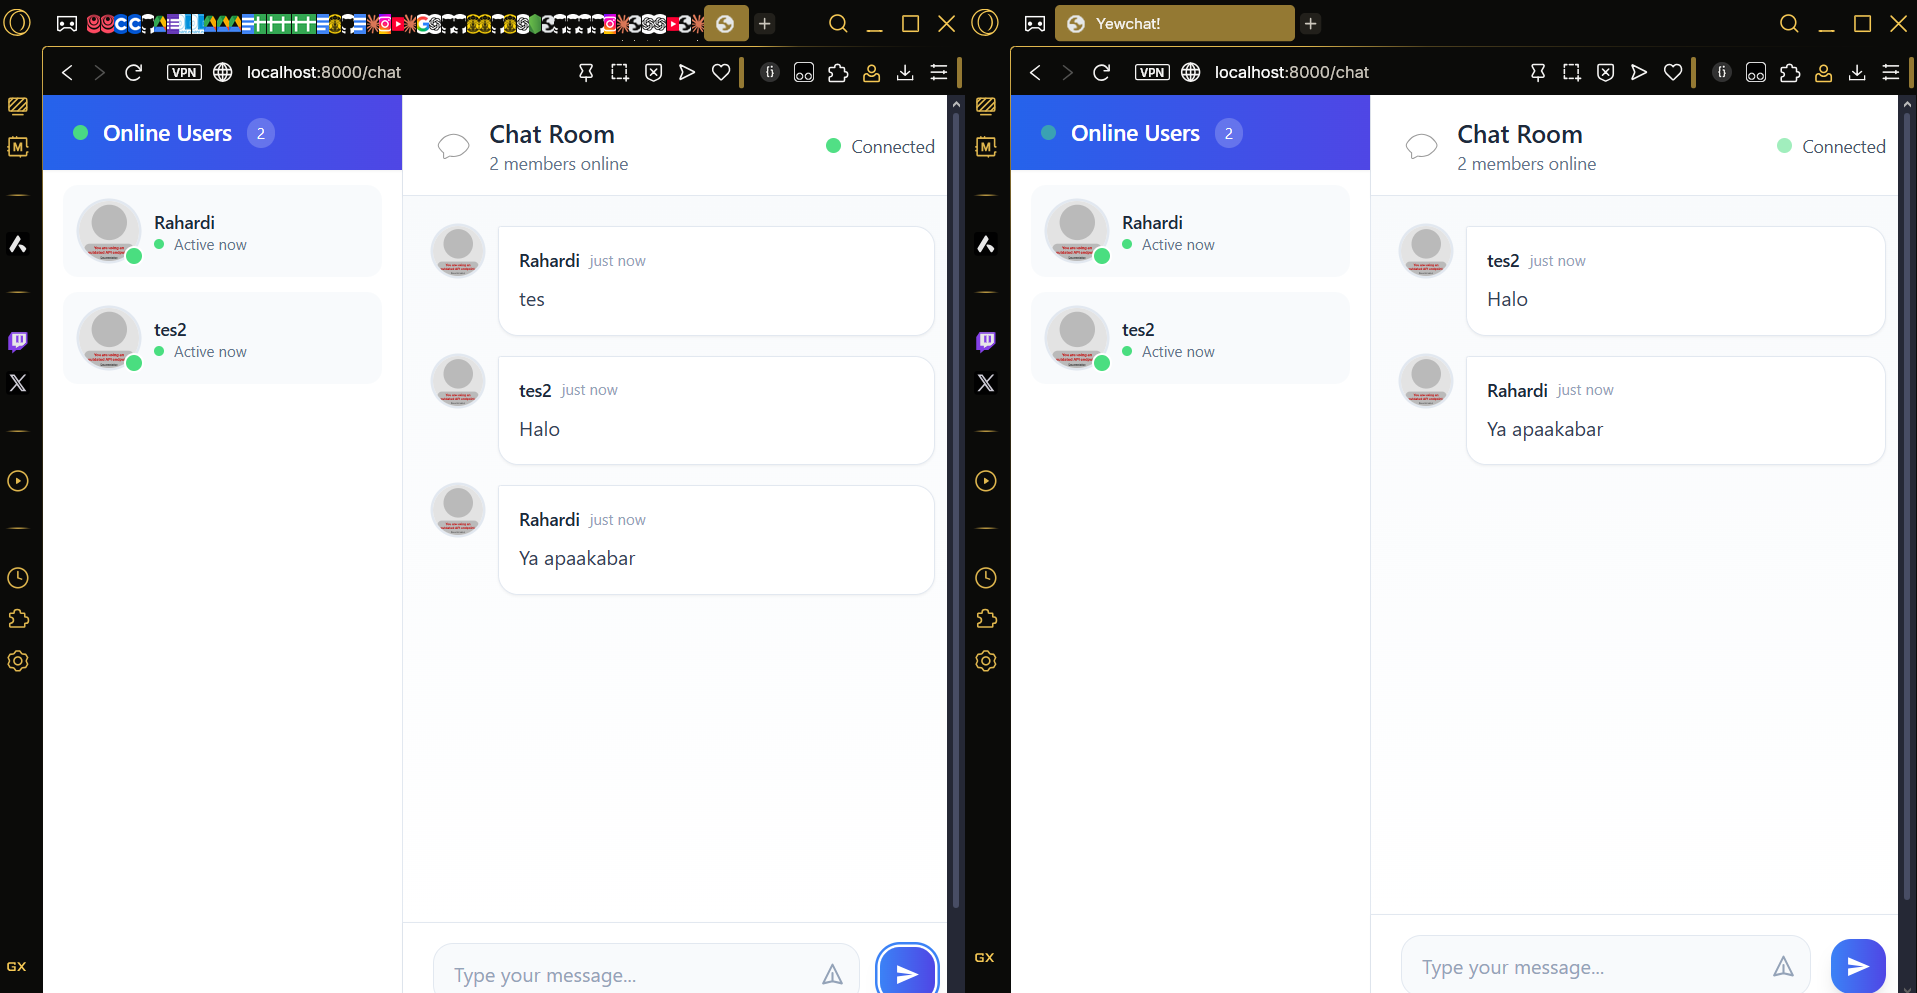 VPN localhost:8000/chat
Online Users 2
Rahardi
Active now
tes2
Active now
Chat Room
2 members online
Connected
Rahardi just now
tes
tes2 just now
Halo
Rahardi just now
Ya apaakabar
Type your message...
GX
Yewchat!
VPN localhost:8000/chat
Online Users 2
Rahardi
Active now
tes2
Active now
Chat Room
2 members online
Connected
tes2 just now
Halo
Rahardi just now
Ya apaakabar
Type your message...
GX